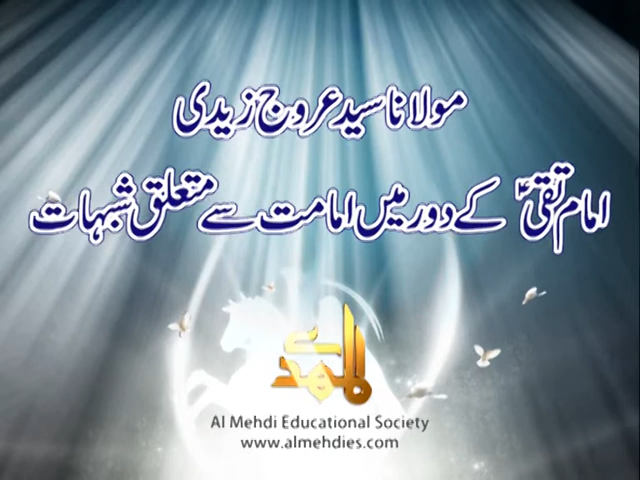 مولانا سید عروج زیدی
امام تقیؑ کے دور میں امامت سے متعلق شبہات
المہدی
Al Mehdi Educational Society
www.almehdies.com